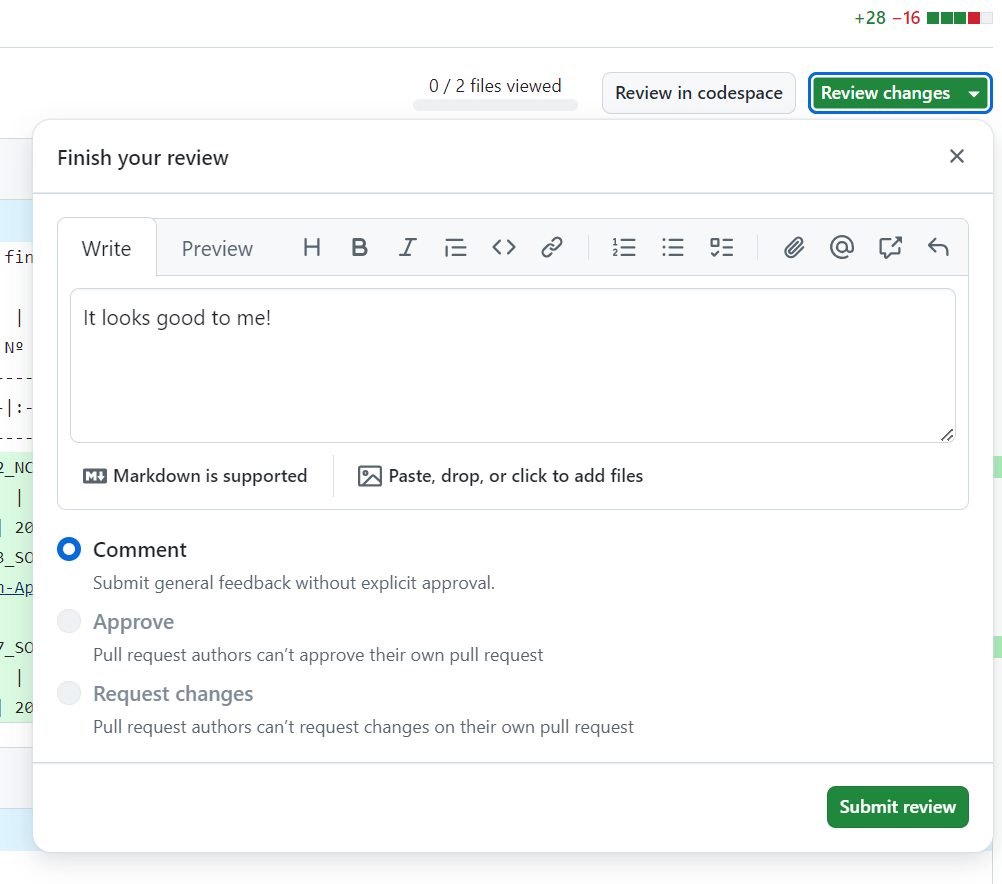 +28 −16
0 / 2 files viewed
Review in codespace
Review changes
Finish your review
Write
Preview
It looks good to me!
Markdown is supported
Paste, drop, or click to add files
Comment
Submit general feedback without explicit approval.
Approve
Pull request authors can’t approve their own pull request
Request changes
Pull request authors can’t request changes on their own pull request
Submit review
fin
|
Nº
----
-|:-
----
2_NC
|
| 20
3_SO
n-Ap
7_SO
|
| 20